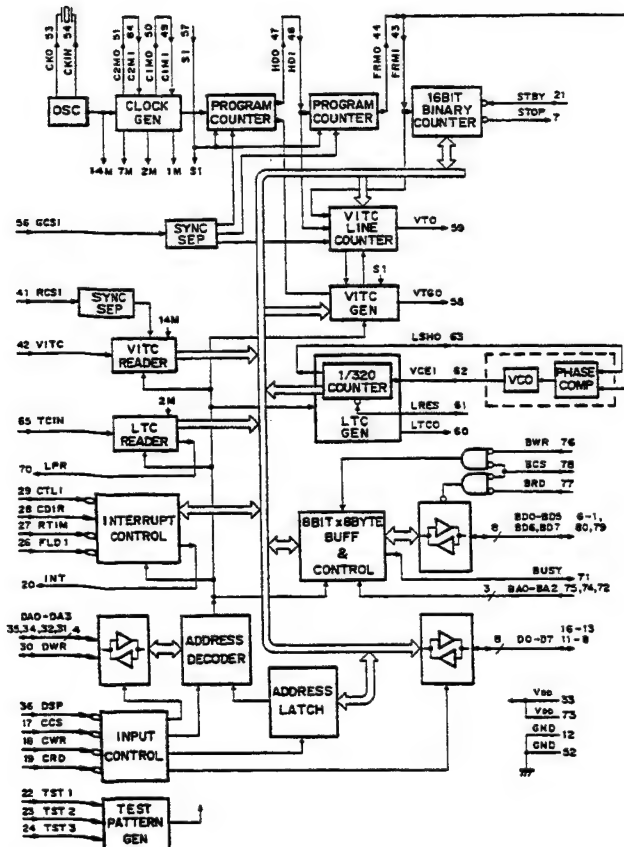 CKO 53
CKIN 54
C2MO 51
C2MI 64
C1MO 50
C1MI 49
S1 57
HDO 47
HDI 46
FRMO 44
FRMI 43
OSC
CLOCK GEN
PROGRAM COUNTER
PROGRAM COUNTER
16BIT BINARY COUNTER
STBY 21
STOP 7
14M 7M 2M 1M S1
56 GCSI
SYNC SEP
VITC LINE COUNTER
VTO 59
S1
41 RCSI
SYNC SEP
14M
VITC GEN
VTGO 58
42 VITC
VITC READER
LSHO 63
2M
1/320 COUNTER
VCEI 62
VCO
PHASE COMP
65 TCIN
LTC READER
LTC GEN
LRES 61
LTCO 60
70 LPR
BWR 76
BCS 78
BRD 77
29 CTLI
28 CDIR
27 RTIM
26 FLDI
INTERRUPT CONTROL
8BIT x 8BYTE BUFF & CONTROL
8
BD0-BD5 6-1,
BD6,BD7 80,79
20 INT
BUSY 71
3 BA0-BA2 75,74,72
DA0-DA3
35,34,32,31 4
30 DWR
ADDRESS DECODER
8 D0-D7 16-13
11-8
36 DSP
17 CCS
18 CWR
19 CRD
INPUT CONTROL
ADDRESS LATCH
VDD 33
VDD 73
GND 12
GND 52
22 TST1
23 TST2
24 TST3
TEST PATTERN GEN